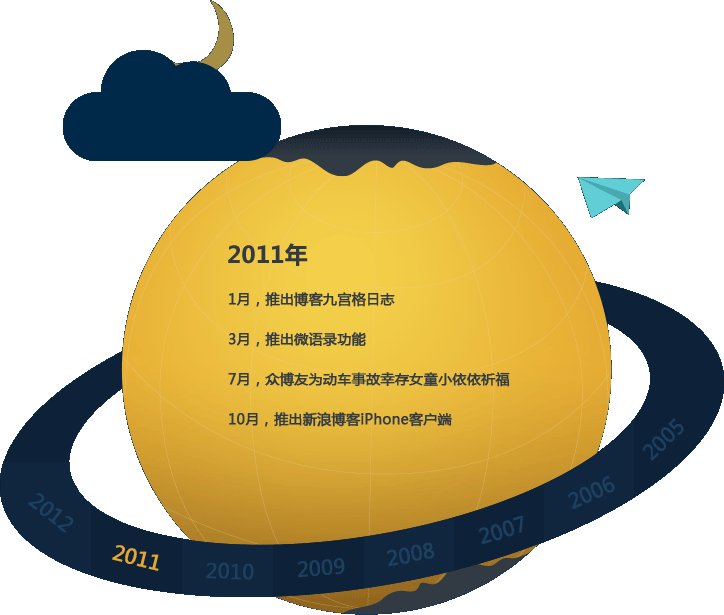 2011年
1月，推出博客九宫格日志
3月，推出微语录功能
7月，众博友为动车事故幸存女童小依依祈福
10月，推出新浪博客iPhone客户端
2012
2011
2010
2009
2008
2007
2006
2005